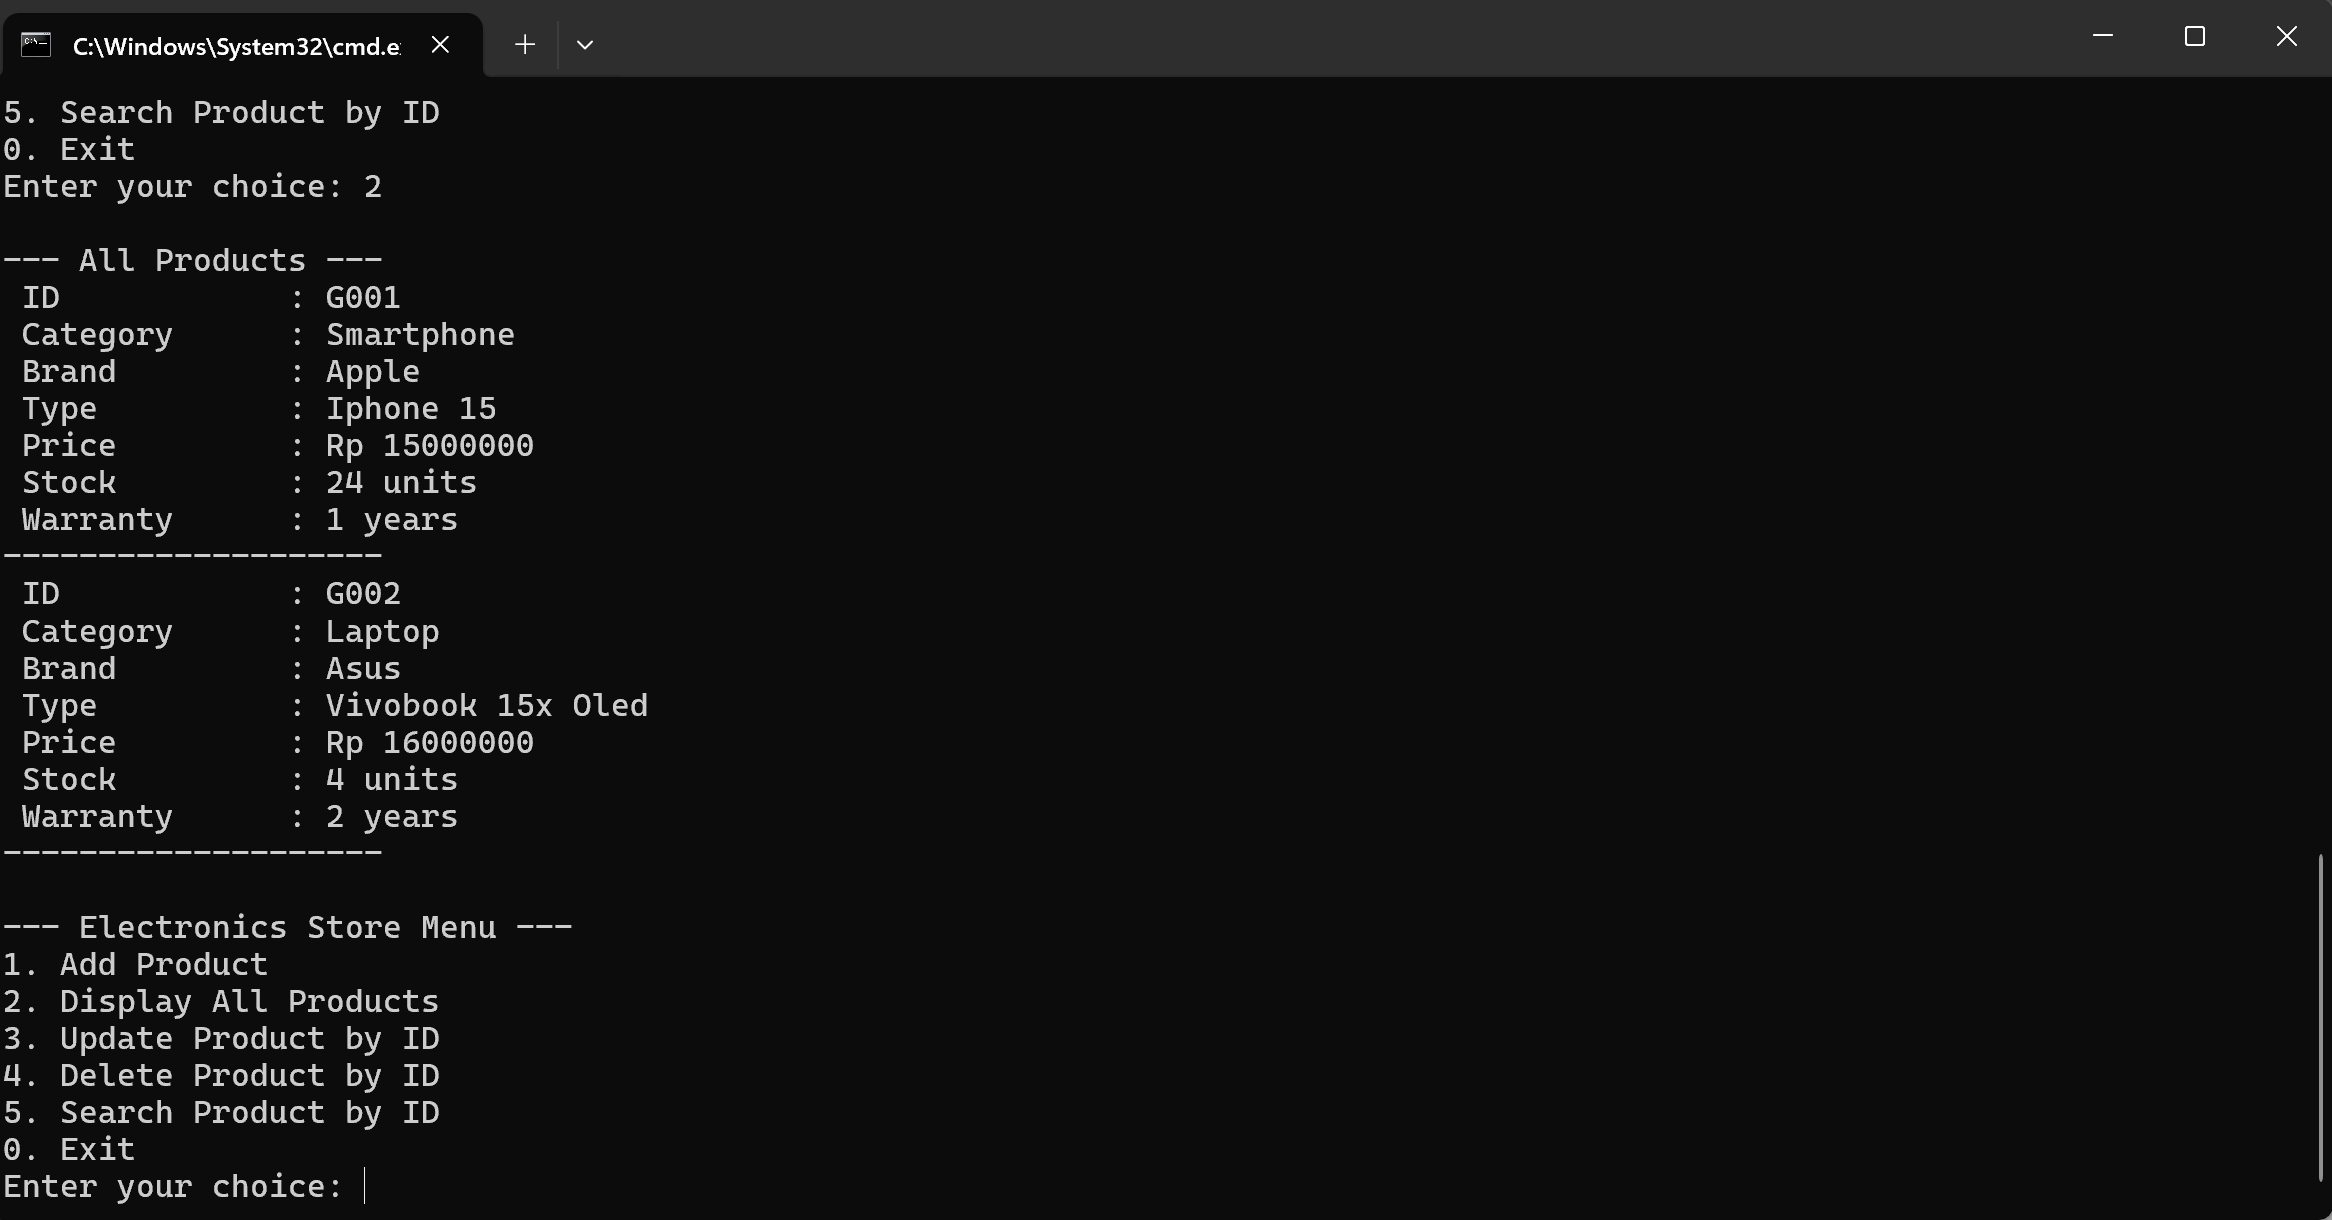 C:\Windows\System32\cmd.e
5. Search Product by ID
0. Exit
Enter your choice: 2
--- All Products ---
ID : G001
Category : Smartphone
Brand : Apple
Type : Iphone 15
Price : Rp 15000000
Stock : 24 units
Warranty : 1 years
--------------------
ID : G002
Category : Laptop
Brand : Asus
Type : Vivobook 15x Oled
Price : Rp 16000000
Stock : 4 units
Warranty : 2 years
--------------------
--- Electronics Store Menu ---
1. Add Product
2. Display All Products
3. Update Product by ID
4. Delete Product by ID
5. Search Product by ID
0. Exit
Enter your choice: